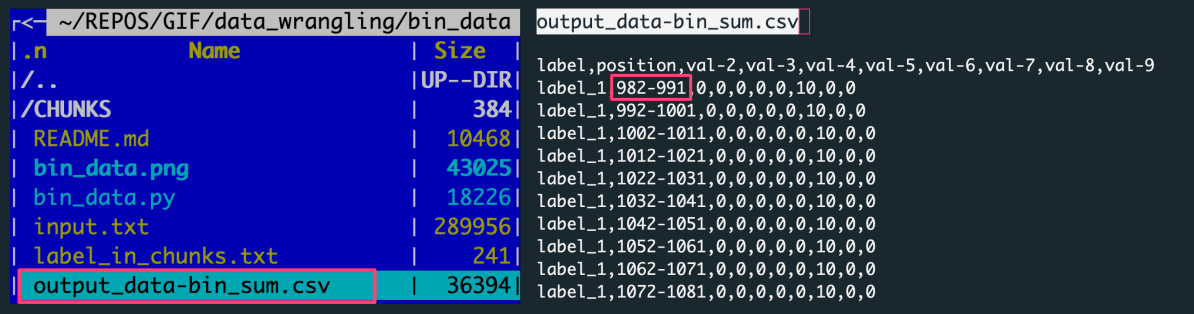 ~/REPOS/GIF/data_wrangling/bin_data
.n Name Size
/.. UP--DIR
/CHUNKS 384
README.md 10468
bin_data.png 43025
bin_data.py 18226
input.txt 289956
label_in_chunks.txt 241
output_data-bin_sum.csv 36394
output_data-bin_sum.csv
label,position,val-2,val-3,val-4,val-5,val-6,val-7,val-8,val-9
label_1,982-991,0,0,0,0,0,10,0,0
label_1,992-1001,0,0,0,0,0,10,0,0
label_1,1002-1011,0,0,0,0,0,10,0,0
label_1,1012-1021,0,0,0,0,0,10,0,0
label_1,1022-1031,0,0,0,0,0,10,0,0
label_1,1032-1041,0,0,0,0,0,10,0,0
label_1,1042-1051,0,0,0,0,0,10,0,0
label_1,1052-1061,0,0,0,0,0,10,0,0
label_1,1062-1071,0,0,0,0,0,10,0,0
label_1,1072-1081,0,0,0,0,0,10,0,0